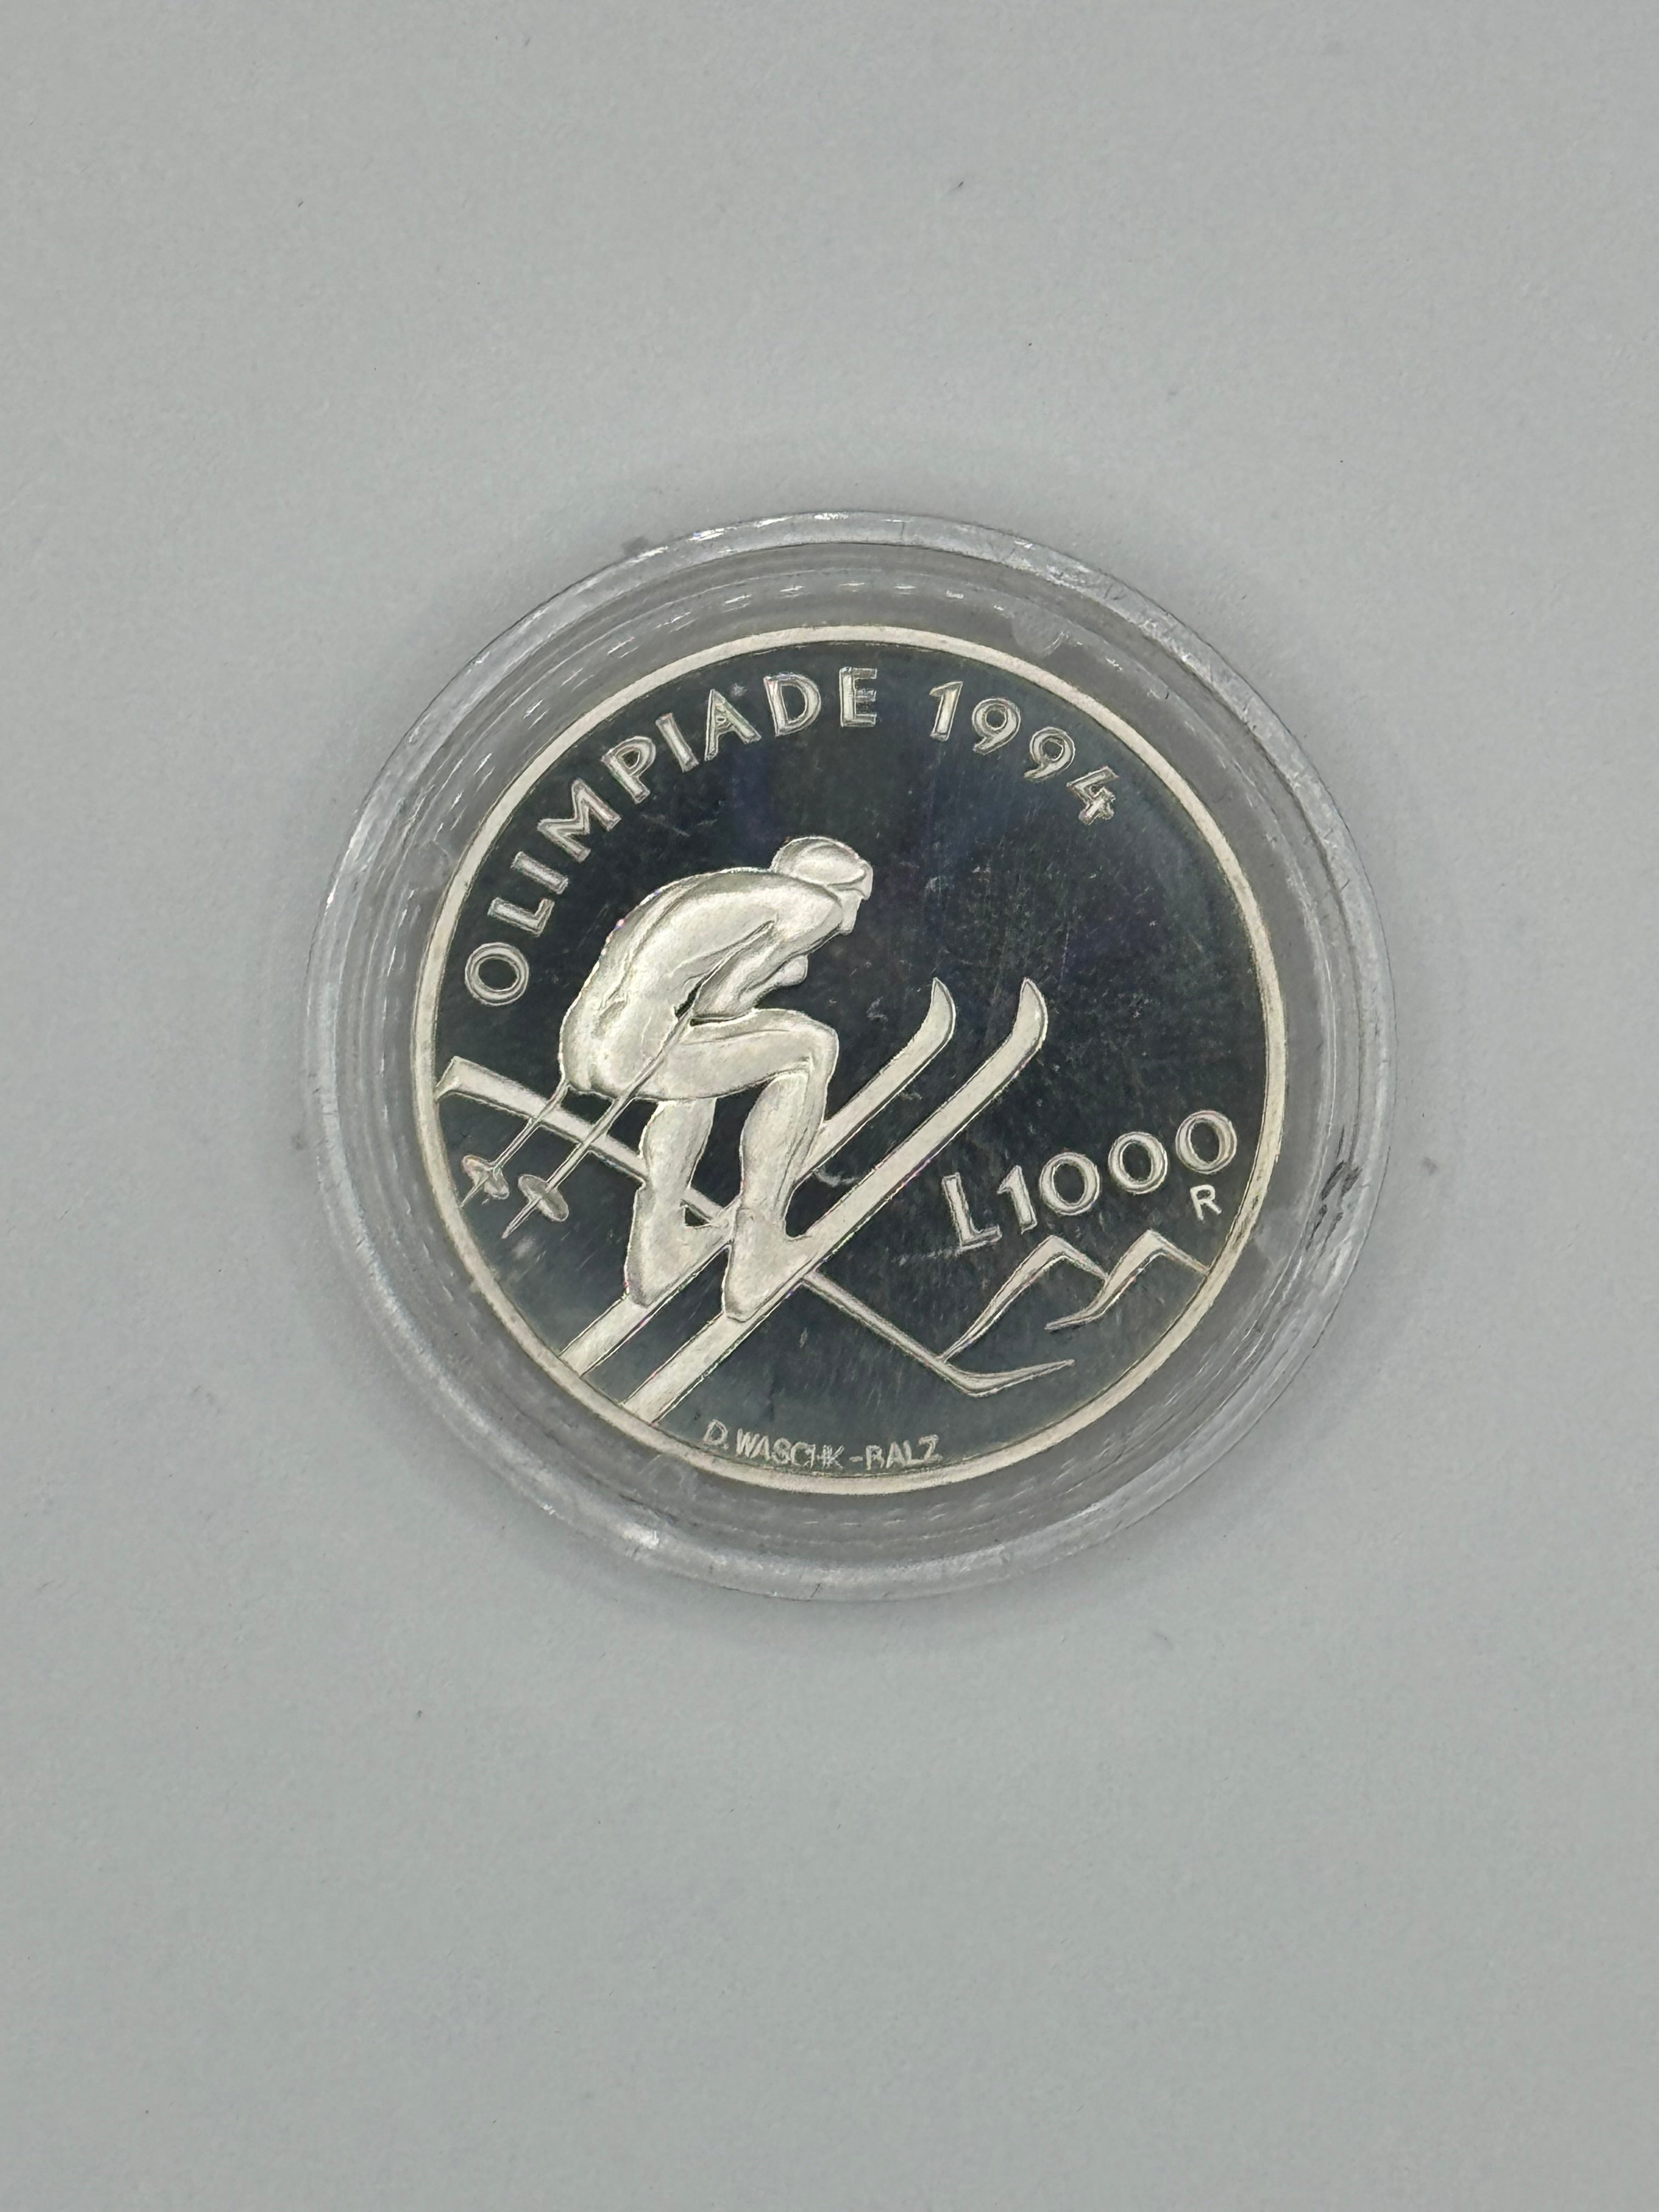 OLIMPIADE 1994
L1000
R
D. WASCHK-BALZ